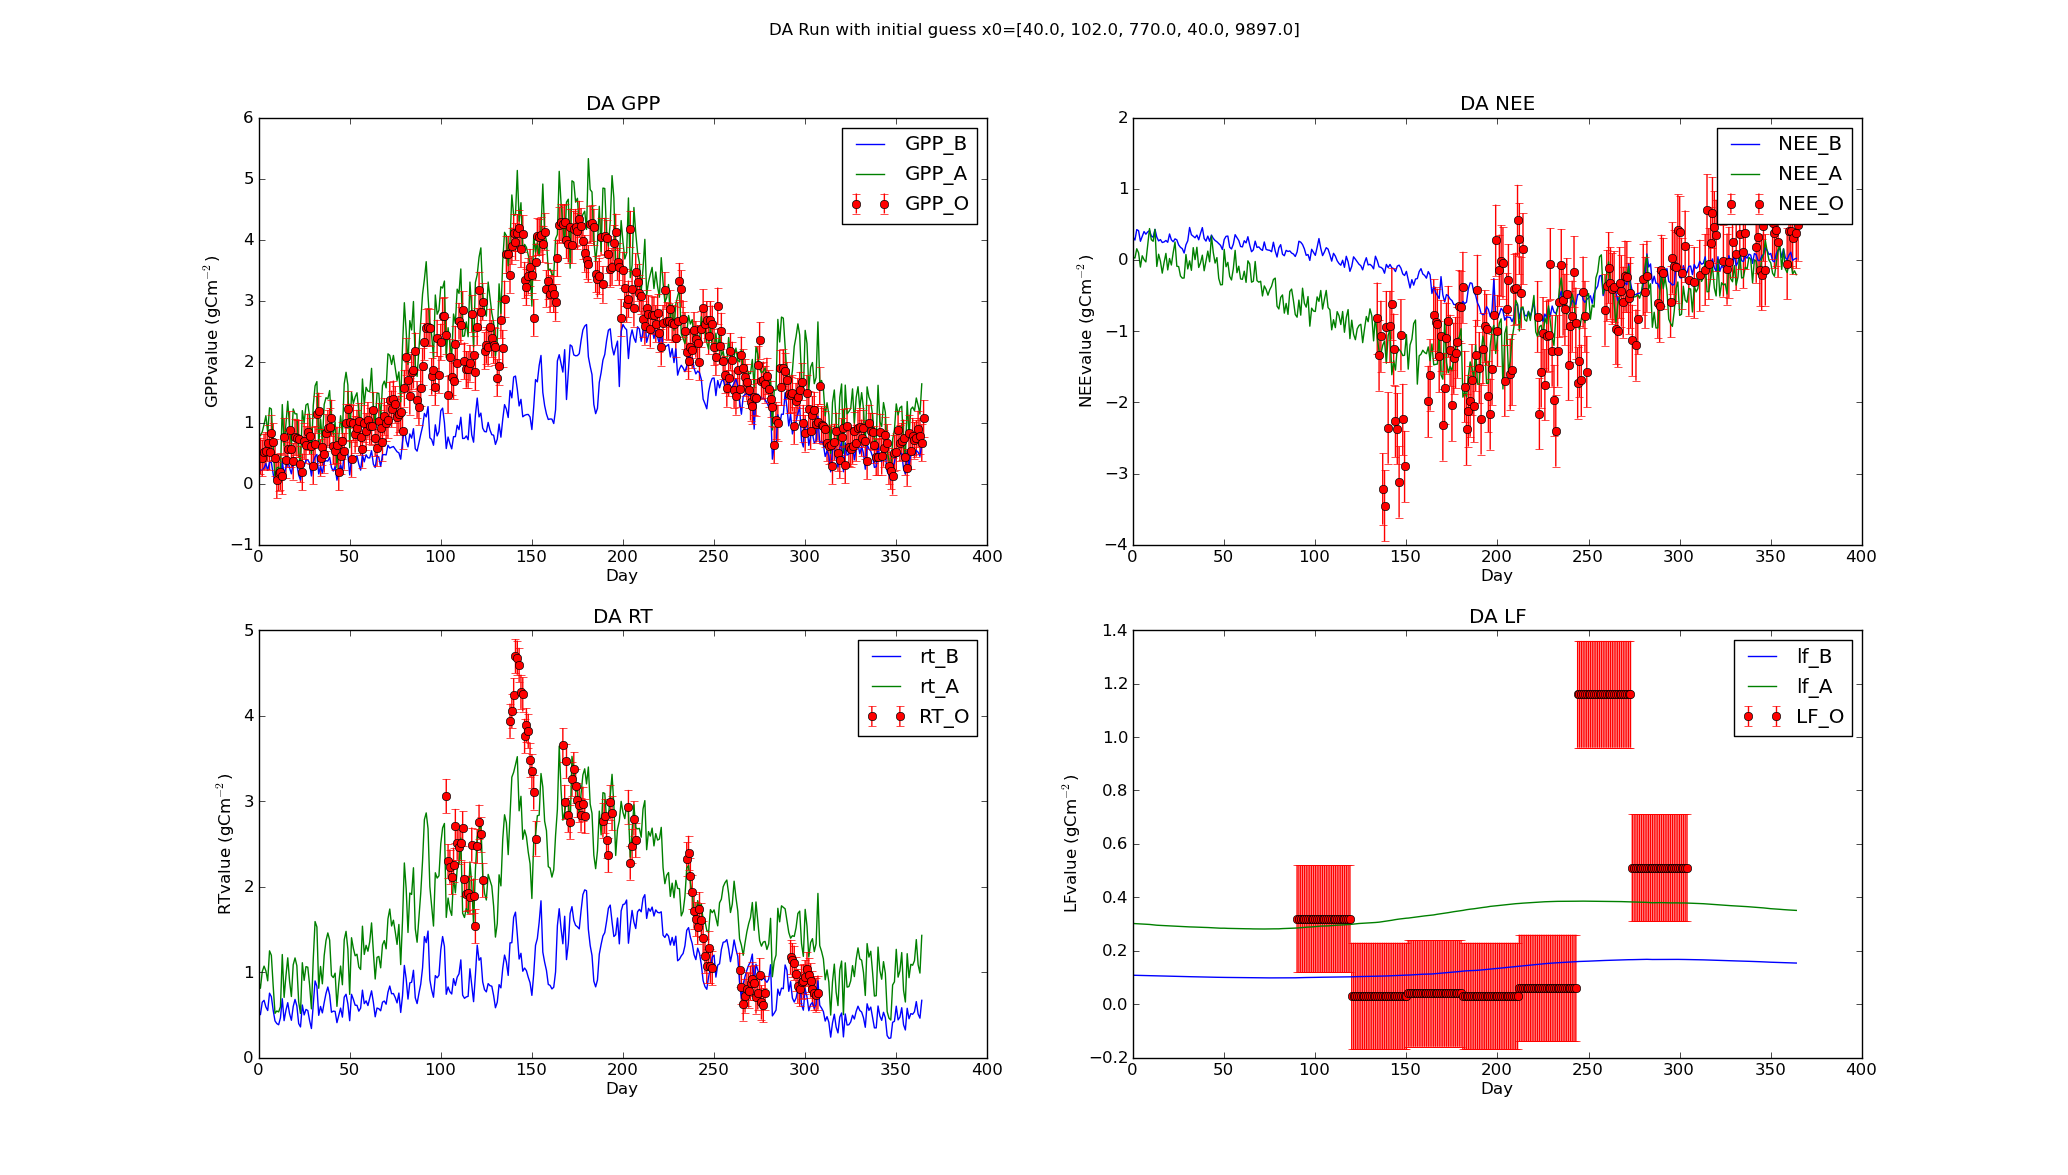 DA Run with initial guess x0=[40.0, 102.0, 770.0, 40.0, 9897.0]
DA GPP
GPPvalue (gCm⁻²)
6
5
4
3
2
1
0
−1
0 50 100 150 200 250 300 350 400
Day
GPP_B
GPP_A
GPP_O
DA NEE
NEEvalue (gCm⁻²)
2
1
0
−1
−2
−3
−4
0 50 100 150 200 250 300 350 400
Day
NEE_B
NEE_A
NEE_O
DA RT
RTvalue (gCm⁻²)
5
4
3
2
1
0
0 50 100 150 200 250 300 350 400
Day
rt_B
rt_A
RT_O
DA LF
LFvalue (gCm⁻²)
1.4
1.2
1.0
0.8
0.6
0.4
0.2
0.0
−0.2
0 50 100 150 200 250 300 350 400
Day
lf_B
lf_A
LF_O